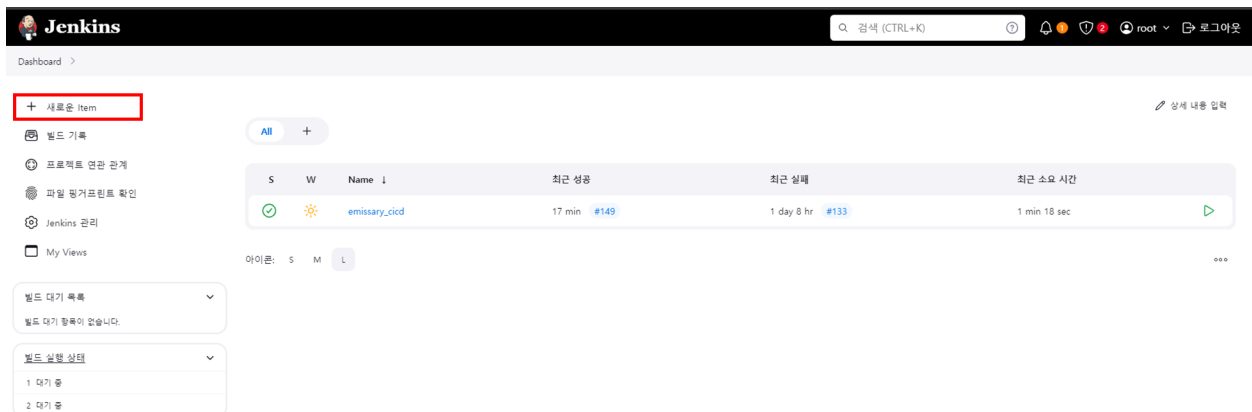 Jenkins
검색 (CTRL+K)
1
2
root
로그아웃
Dashboard >
+ 새로운 Item
상세 내용 입력
빌드 기록
All +
프로젝트 연관 관계
S W Name ↓ 최근 성공 최근 실패 최근 소요 시간
파일 핑거프린트 확인
emissary_cicd 17 min #149 1 day 8 hr #133 1 min 18 sec
Jenkins 관리
My Views
아이콘: S M L
빌드 대기 목록
빌드 대기 항목이 없습니다.
빌드 실행 상태
1 대기 중
2 대기 중